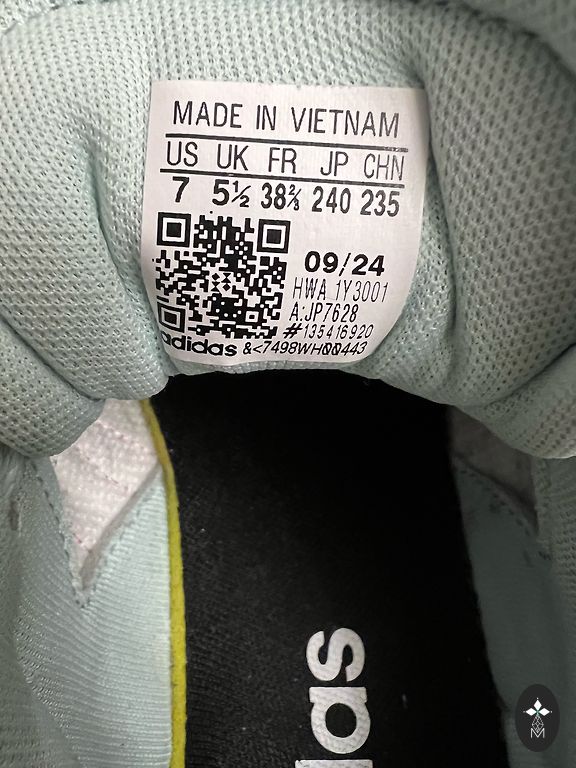 MADE IN VIETNAM
US UK FR JP CHN
7 5½ 38⅔ 240 235
09/24
HWA 1Y3001
A:JP7628
#135416920
adidas &<7498WH00443
das
M